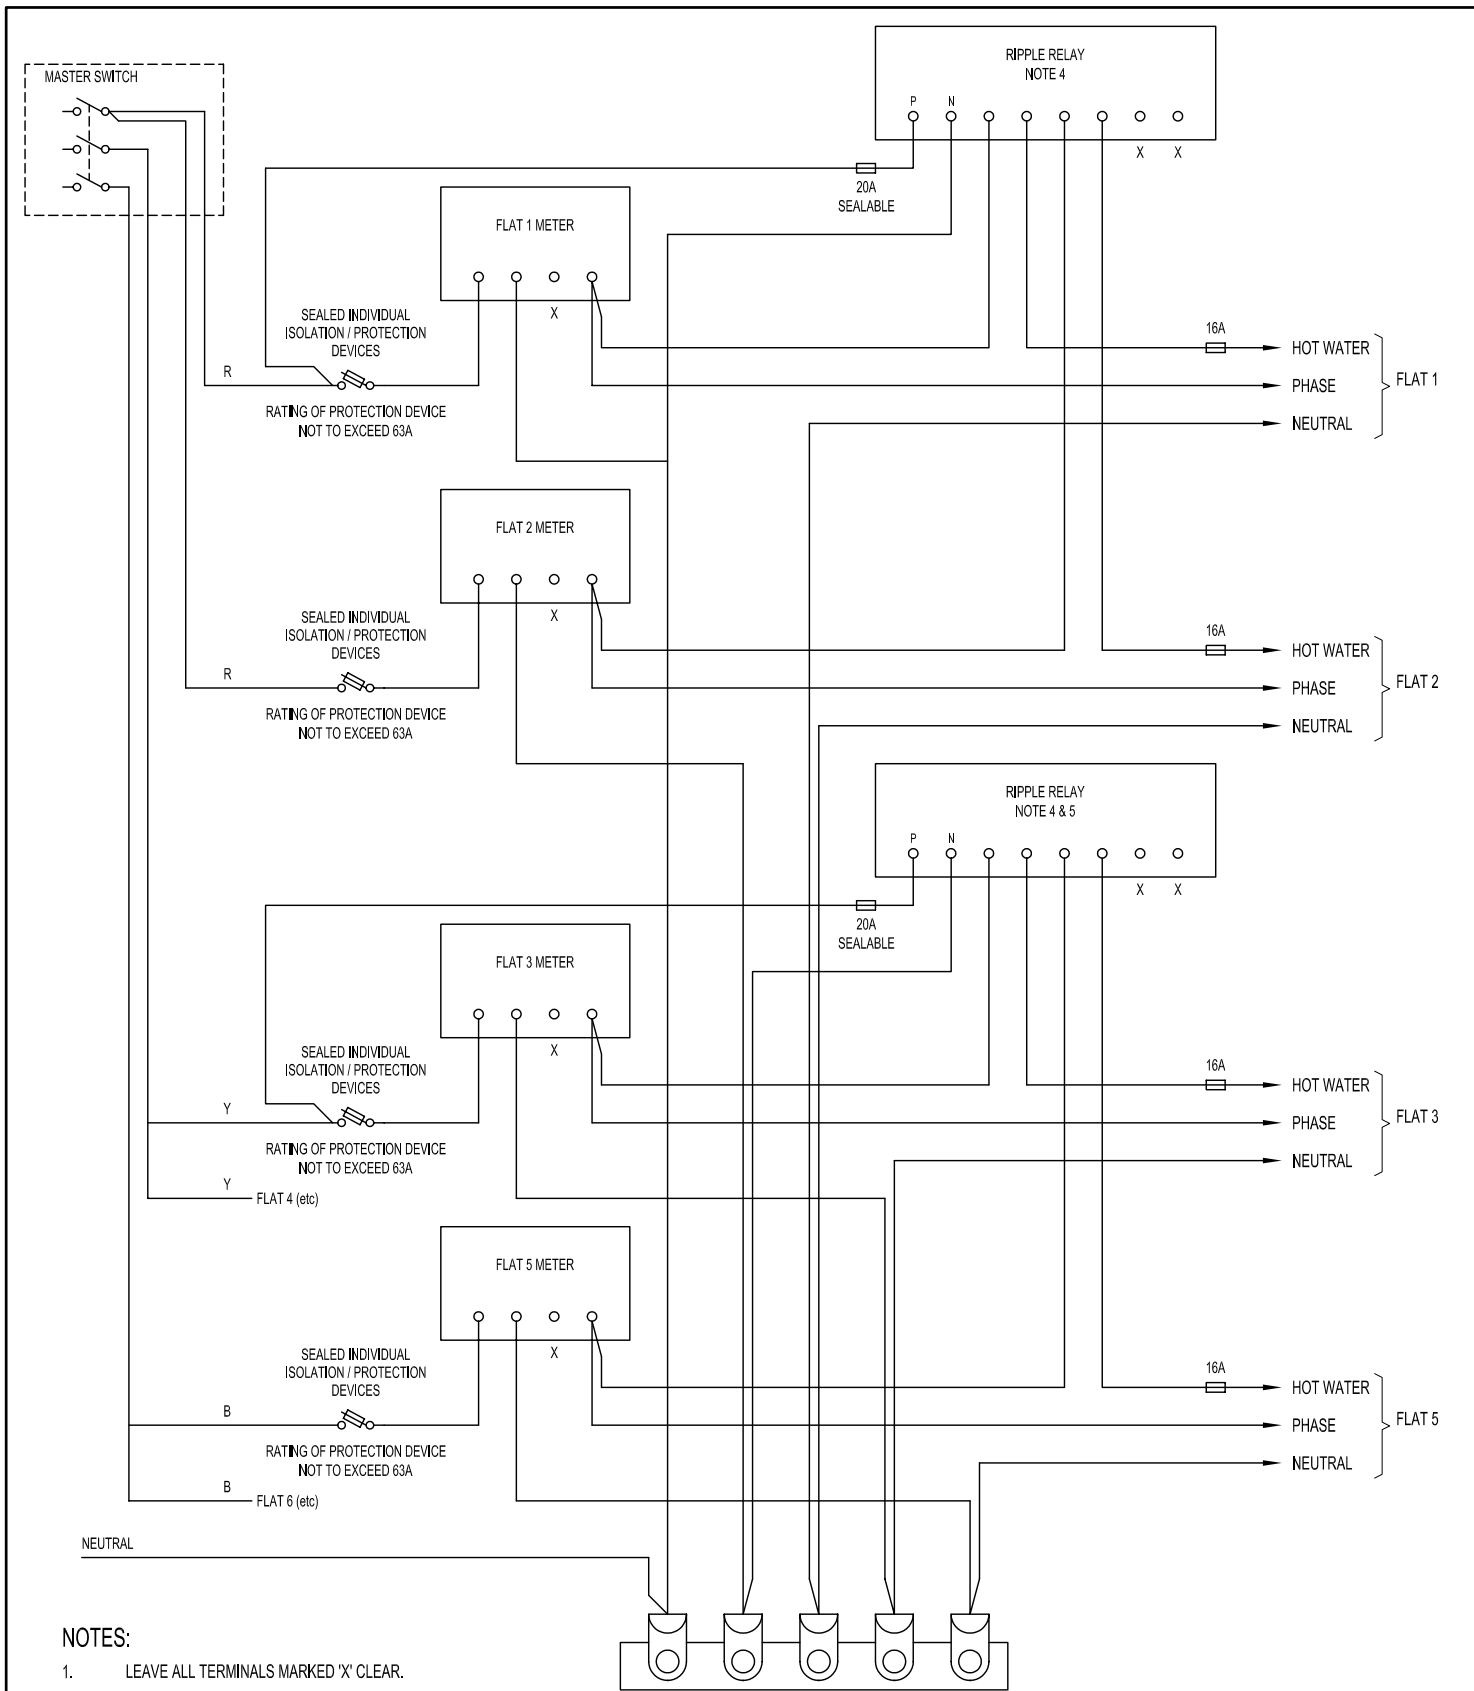 MASTER SWITCH
RIPPLE RELAY
NOTE 4
P N
X X
20A
SEALABLE
FLAT 1 METER
X
SEALED INDIVIDUAL
ISOLATION / PROTECTION
DEVICES
R
RATING OF PROTECTION DEVICE
NOT TO EXCEED 63A
16A
HOT WATER
PHASE
NEUTRAL
FLAT 1
FLAT 2 METER
X
SEALED INDIVIDUAL
ISOLATION / PROTECTION
DEVICES
R
RATING OF PROTECTION DEVICE
NOT TO EXCEED 63A
16A
HOT WATER
PHASE
NEUTRAL
FLAT 2
RIPPLE RELAY
NOTE 4 & 5
P N
X X
20A
SEALABLE
FLAT 3 METER
X
SEALED INDIVIDUAL
ISOLATION / PROTECTION
DEVICES
Y
RATING OF PROTECTION DEVICE
NOT TO EXCEED 63A
Y
FLAT 4 (etc)
16A
HOT WATER
PHASE
NEUTRAL
FLAT 3
FLAT 5 METER
X
SEALED INDIVIDUAL
ISOLATION / PROTECTION
DEVICES
B
RATING OF PROTECTION DEVICE
NOT TO EXCEED 63A
B
FLAT 6 (etc)
16A
HOT WATER
PHASE
NEUTRAL
FLAT 5
NEUTRAL
NOTES:
1. LEAVE ALL TERMINALS MARKED 'X' CLEAR.